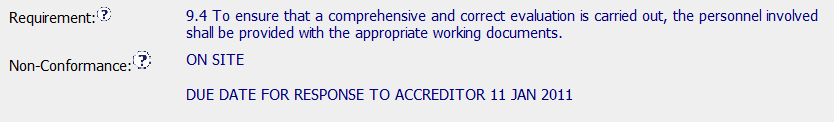 Requirement:? 9.4 To ensure that a comprehensive and correct evaluation is carried out, the personnel involved
shall be provided with the appropriate working documents.
Non-Conformance:? ON SITE
DUE DATE FOR RESPONSE TO ACCREDITOR 11 JAN 2011